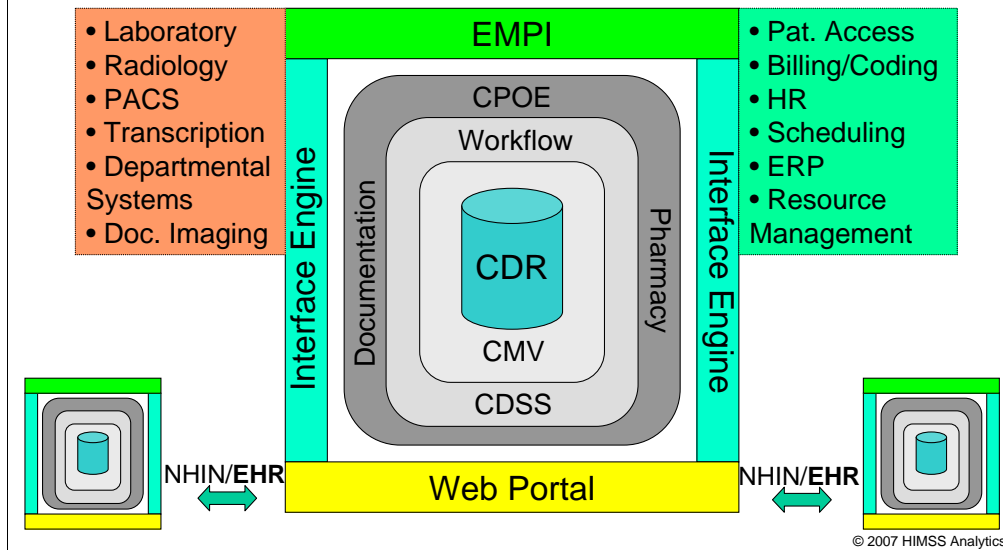 • Laboratory
• Radiology
• PACS
• Transcription
• Departmental
Systems
• Doc. Imaging
EMPI
• Pat. Access
• Billing/Coding
• HR
• Scheduling
• ERP
• Resource
Management
Interface Engine
CPOE
Workflow
Documentation
CDR
CMV
CDSS
Pharmacy
Interface Engine
NHIN/EHR
Web Portal
NHIN/EHR
© 2007 HIMSS Analytics